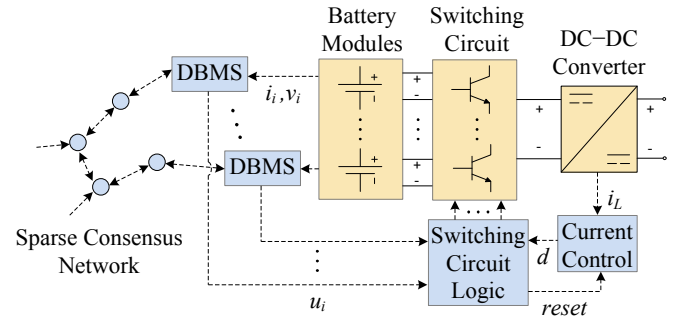 Battery
Modules
Switching
Circuit
DC−DC
Converter
DBMS
i_i,v_i
+
-
+
-
+
-
+
-
DBMS
+
-
+
-
i_L
Sparse Consensus
Network
Switching
Circuit
Logic
d
Current
Control
u_i
reset